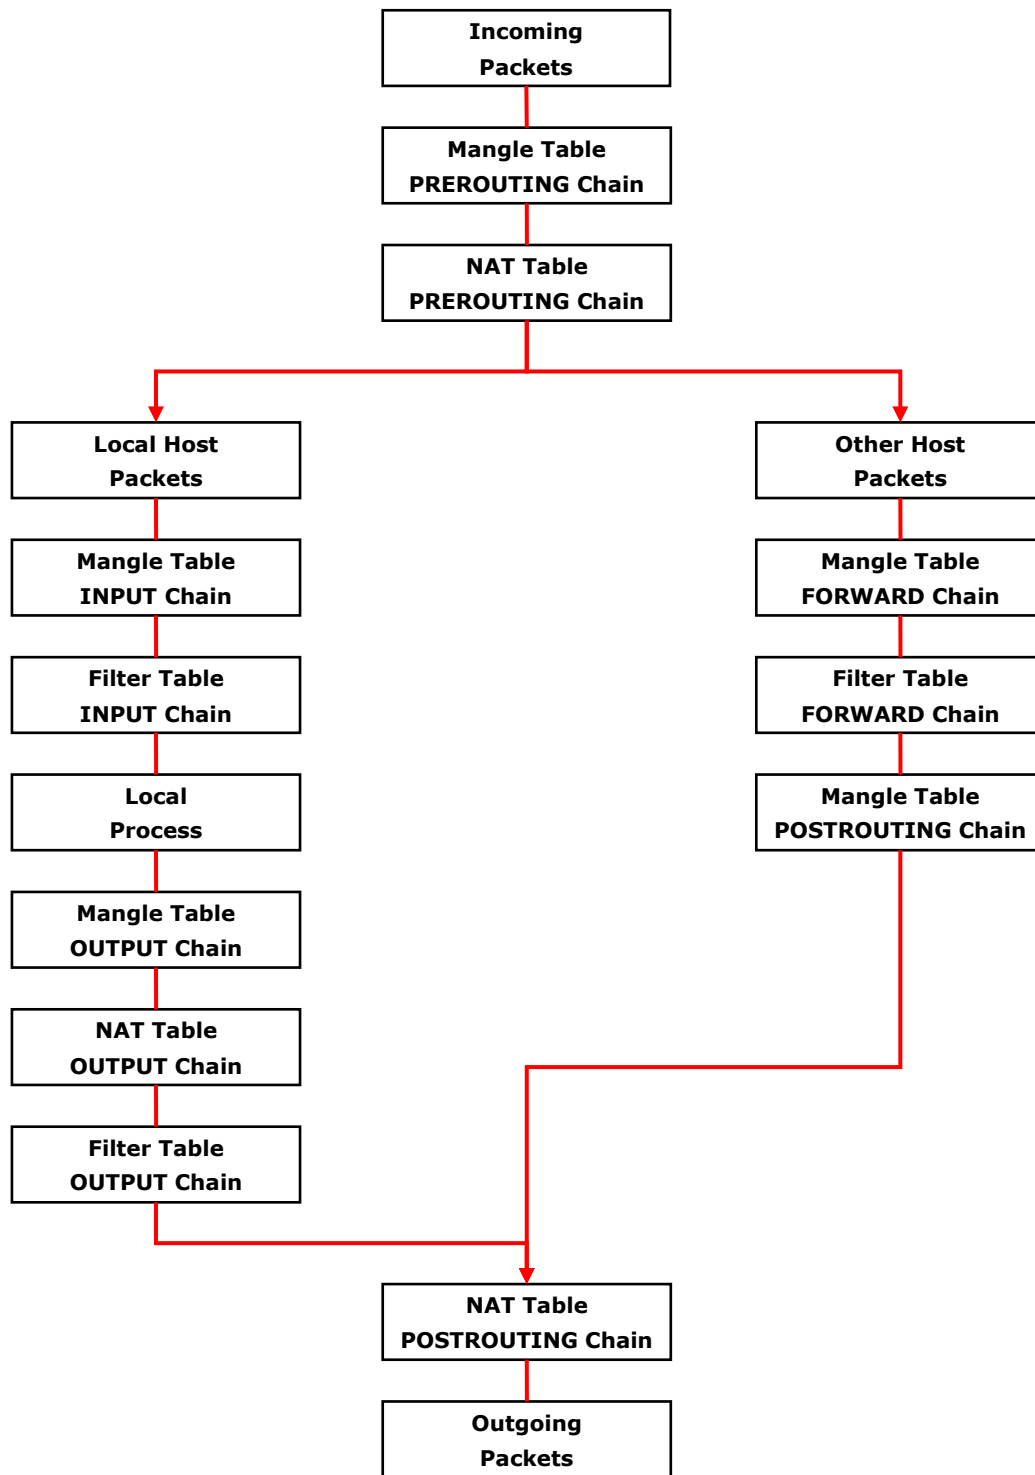 Incoming
Packets
Mangle Table
PREROUTING Chain
NAT Table
PREROUTING Chain
Local Host
Packets
Mangle Table
INPUT Chain
Filter Table
INPUT Chain
Local
Process
Mangle Table
OUTPUT Chain
NAT Table
OUTPUT Chain
Filter Table
OUTPUT Chain
Other Host
Packets
Mangle Table
FORWARD Chain
Filter Table
FORWARD Chain
Mangle Table
POSTROUTING Chain
NAT Table
POSTROUTING Chain
Outgoing
Packets